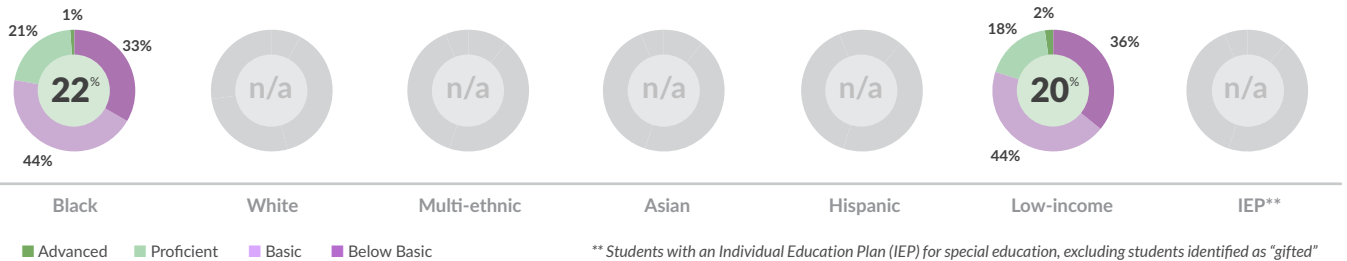 1%
2%
21%
33%
18%
36%
22%
n/a
n/a
n/a
n/a
20%
n/a
44%
44%
Black White Multi-ethnic Asian Hispanic Low-income IEP**
Advanced Proficient Basic Below Basic
** Students with an Individual Education Plan (IEP) for special education, excluding students identified as “gifted”